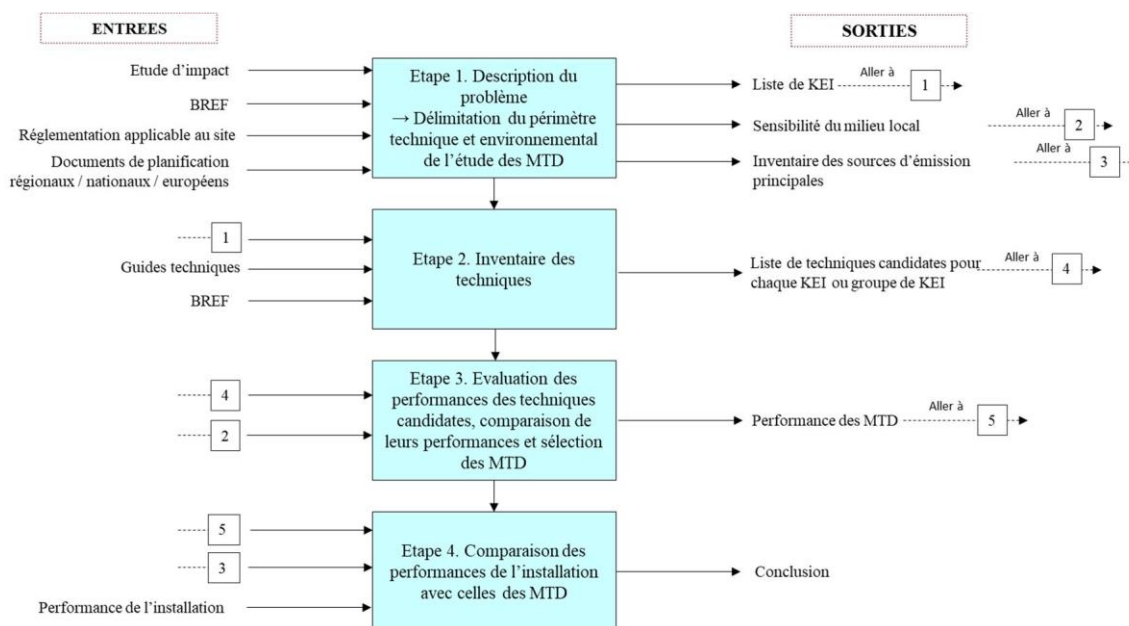 ENTREES
SORTIES
Etude d'impact
BREF
Réglementation applicable au site
Documents de planification
régionaux / nationaux / européens
Etape 1. Description du
problème
→ Délimitation du périmètre
technique et environnemental
de l'étude des MTD
Liste de KEI
Aller à
1
Sensibilité du milieu local
Aller à
2
Inventaire des sources d'émission
principales
Aller à
3
1
Guides techniques
BREF
Etape 2. Inventaire des
techniques
Liste de techniques candidates pour
chaque KEI ou groupe de KEI
Aller à
4
4
2
Etape 3. Evaluation des
performances des techniques
candidates, comparaison de
leurs performances et sélection
des MTD
Performance des MTD
Aller à
5
5
3
Performance de l'installation
Etape 4. Comparaison des
performances de l'installation
avec celles des MTD
Conclusion